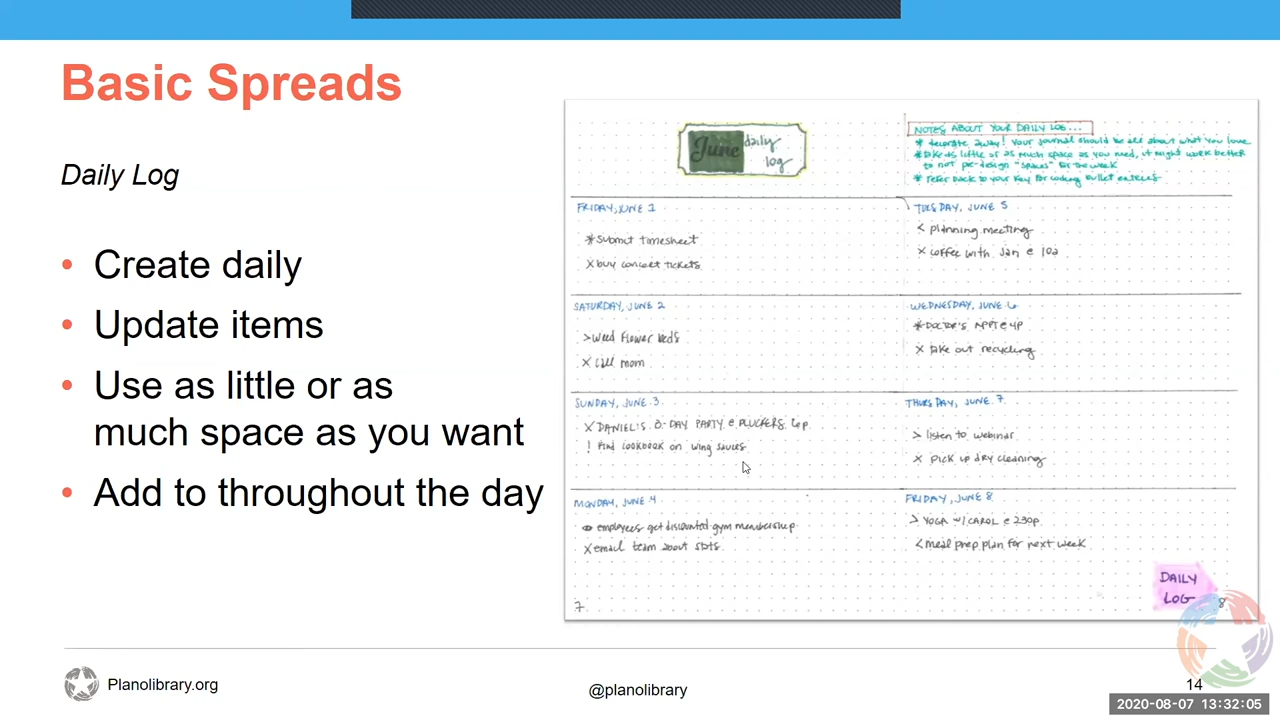 Basic Spreads
Daily Log
• Create daily
• Update items
• Use as little or as
much space as you want
• Add to throughout the day
June
daily
log
NOTES ABOUT YOUR DAILY LOG...
* decorate away! Your journal should be all about what you love
* take as little or as much space as you need, it might work better
to not pre-design "spaces" for the week
* refer back to your key for coding bullet entries
FRIDAY, JUNE 1
* submit timesheet
X buy concert tickets
SATURDAY, JUNE 2
> weed flower beds
X call mom
SUNDAY, JUNE 3
X DANIEL'S B-DAY PARTY @ PLUCKERS 6p
! find cookbook on wing sauces
MONDAY, JUNE 4
employees get discounted gym membership
X email team about stats
7
TUESDAY, JUNE 5
< planning meeting
X coffee with Jan @ 10a
WEDNESDAY, JUNE 6
* DOCTOR'S APPT @ 4P
X take out recycling
THURSDAY, JUNE 7
> listen to webinar
X pick up dry cleaning
FRIDAY, JUNE 8
> YOGA w/ CAROL @ 230p
< meal prep plan for next week
DAILY
LOG
8
Planolibrary.org
@planolibrary
14
2020-08-07 13:32:05